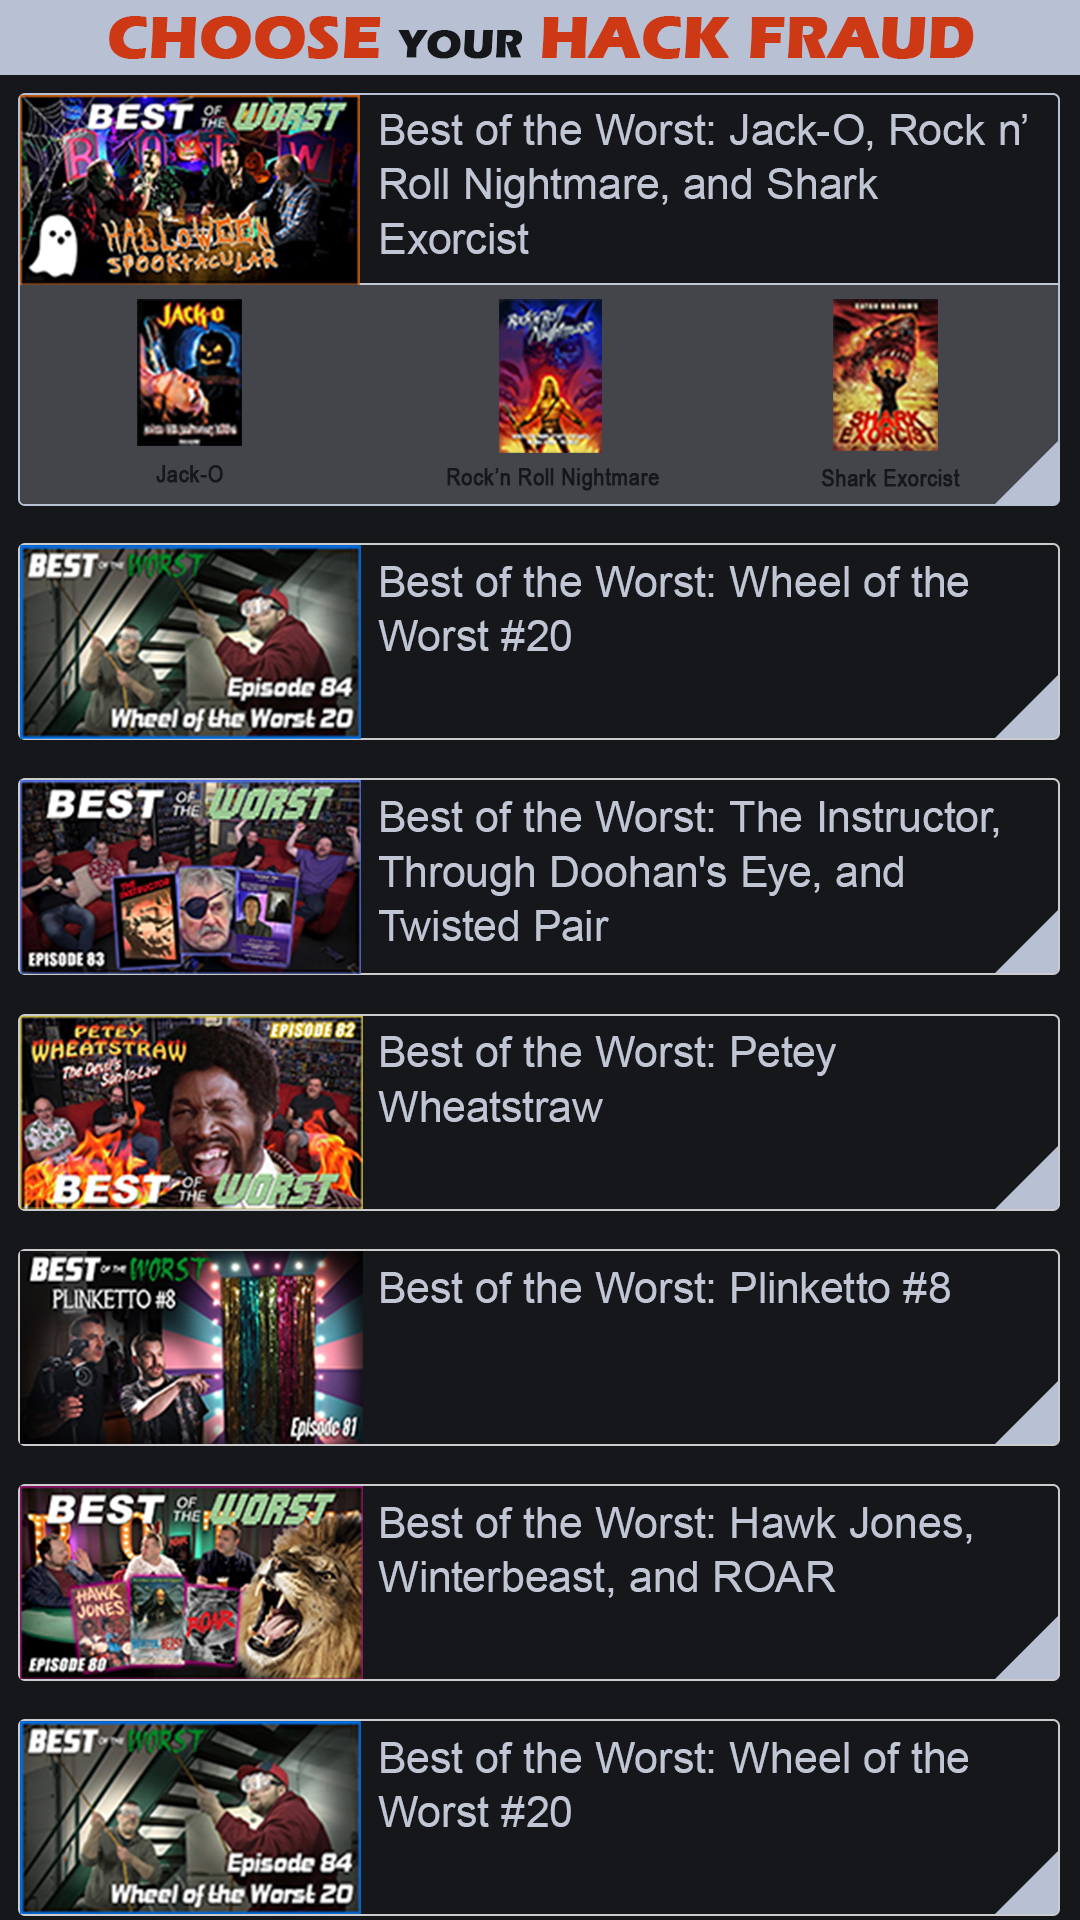 CHOOSE YOUR HACK FRAUD
BEST OF THE WORST
BOTW
HALLOWEEN
SPOOKTACULAR
Best of the Worst: Jack-O, Rock n’
Roll Nightmare, and Shark
Exorcist
JACK-O
Rock'n'Roll
Nightmare
SHARK
EXORCIST
Jack-O
Rock’n Roll Nightmare
Shark Exorcist
BEST OF THE WORST
Episode 84
Wheel of the Worst 20
Best of the Worst: Wheel of the
Worst #20
BEST OF THE WORST
THE INSTRUCTOR
EPISODE 83
Best of the Worst: The Instructor,
Through Doohan's Eye, and
Twisted Pair
PETEY
WHEATSTRAW
The Devil's
Son-in-Law
EPISODE 82
BEST OF THE WORST
Best of the Worst: Petey
Wheatstraw
BEST OF THE WORST
PLINKETTO #8
Episode 81
Best of the Worst: Plinketto #8
BEST OF THE WORST
HAWK
JONES
ROAR
EPISODE 80
Best of the Worst: Hawk Jones,
Winterbeast, and ROAR
BEST OF THE WORST
Episode 84
Wheel of the Worst 20
Best of the Worst: Wheel of the
Worst #20